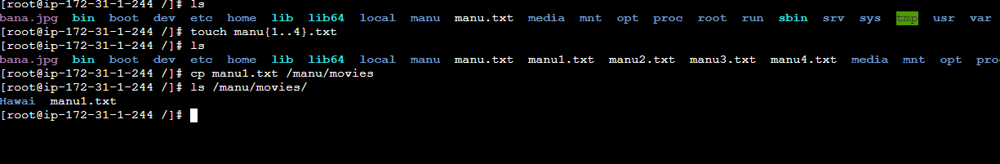 [root@ip-172-31-1-244 /]# ls
bana.jpg bin boot dev etc home lib lib64 local manu manu.txt media mnt opt proc root run sbin srv sys tmp usr var
[root@ip-172-31-1-244 /]# touch manu{1..4}.txt
[root@ip-172-31-1-244 /]# ls
bana.jpg bin boot dev etc home lib lib64 local manu manu.txt manu1.txt manu2.txt manu3.txt manu4.txt media mnt opt pro
[root@ip-172-31-1-244 /]# cp manu1.txt /manu/movies
[root@ip-172-31-1-244 /]# ls /manu/movies/
Hawai manu1.txt
[root@ip-172-31-1-244 /]#